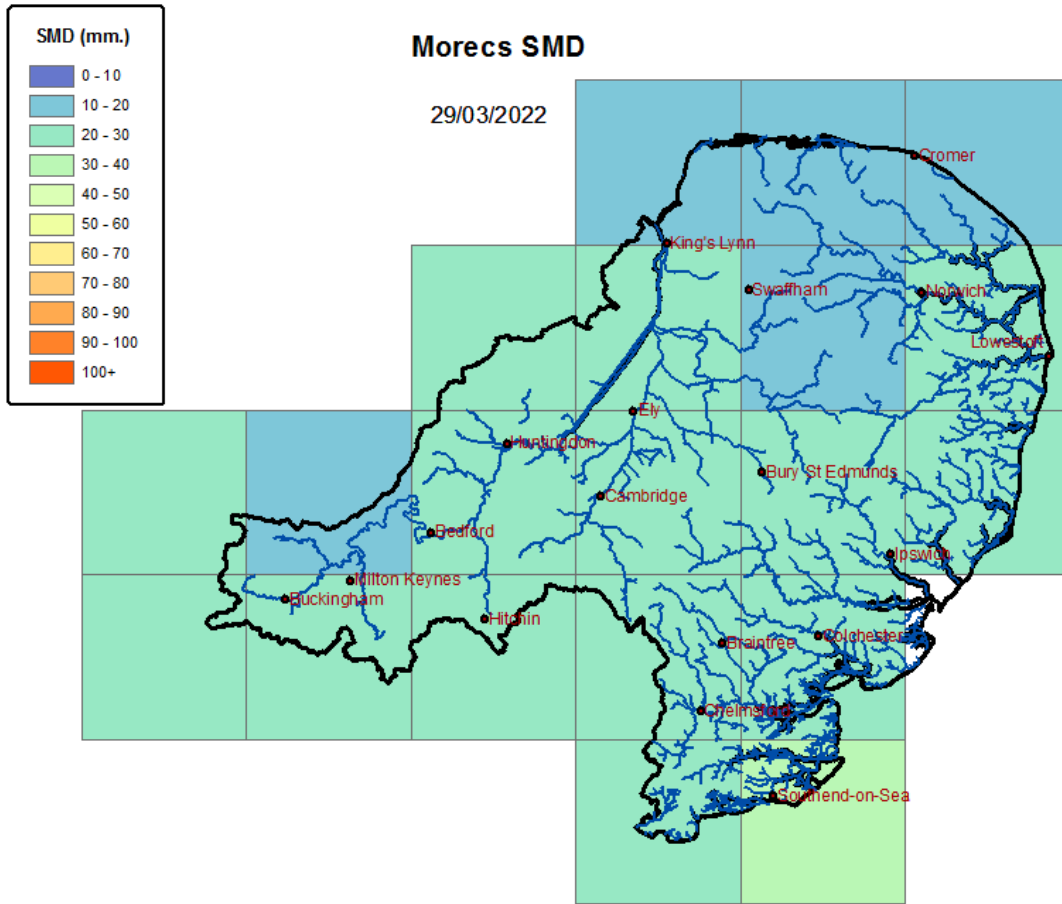 SMD (mm.)
0 - 10
10 - 20
20 - 30
30 - 40
40 - 50
50 - 60
60 - 70
70 - 80
80 - 90
90 - 100
100+
Morecs SMD
29/03/2022
Cromer
King's Lynn
Swaffham
Norwich
Lowestoft
Ely
Huntingdon
Bury St Edmunds
Cambridge
Bedford
Ipswich
Milton Keynes
Buckingham
Hitchin
Colchester
Braintree
Chelmsford
Southend-on-Sea